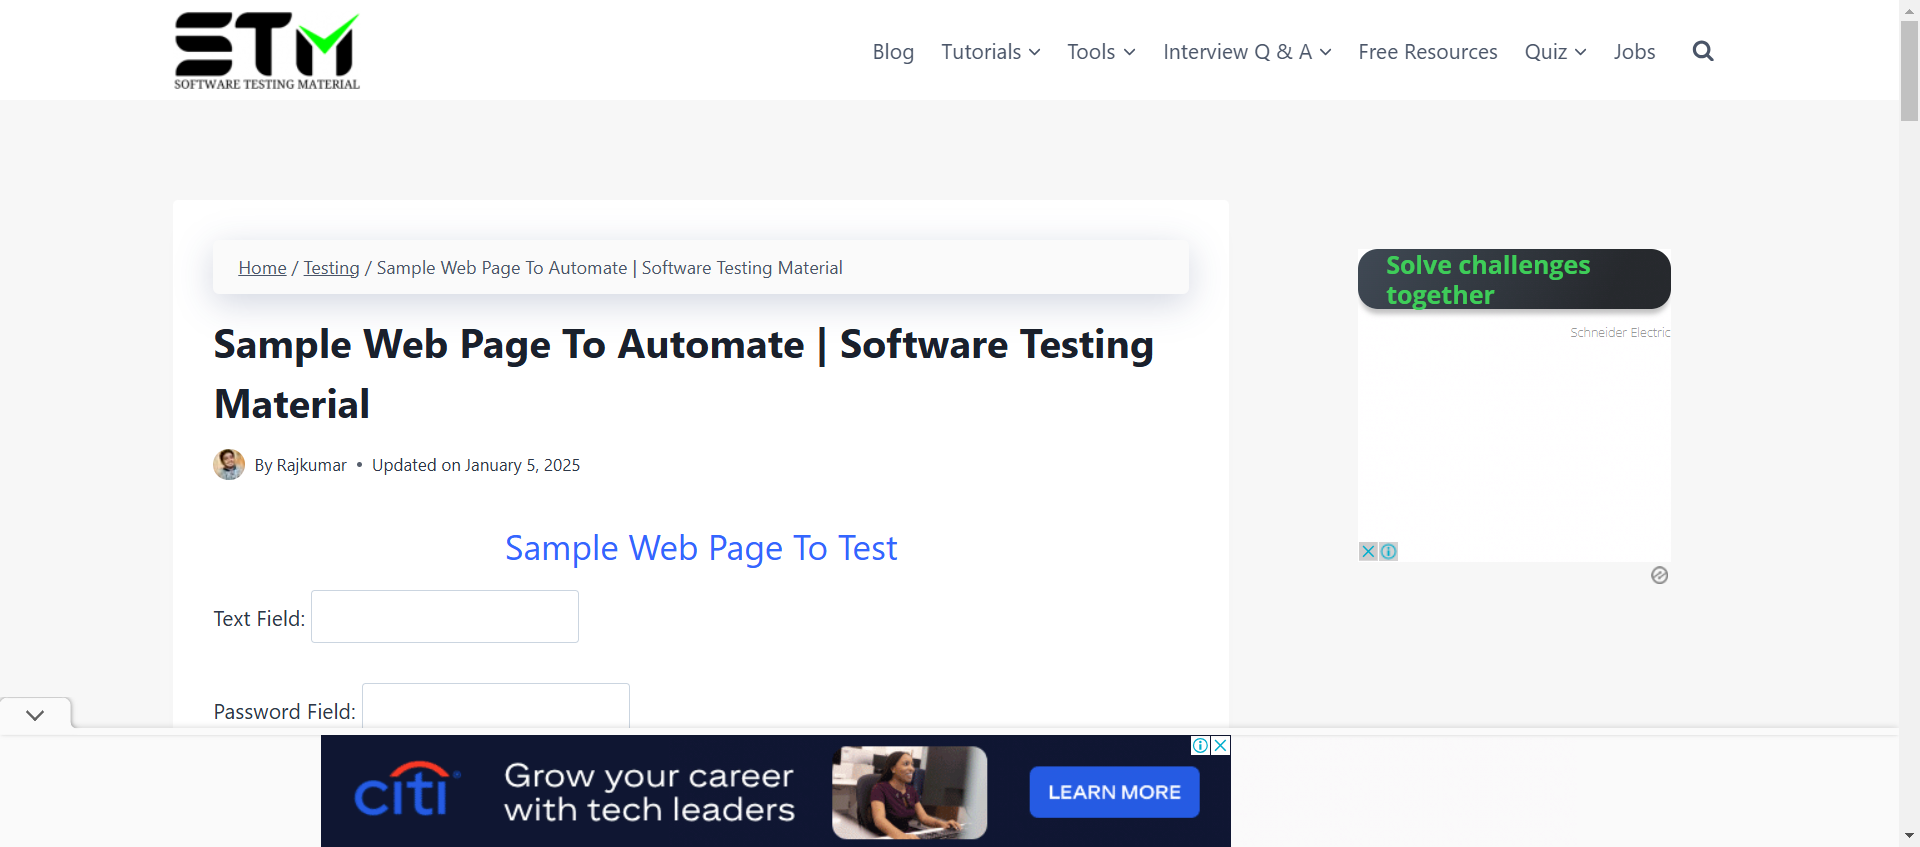 STM
SOFTWARE TESTING MATERIAL
Blog Tutorials Tools Interview Q & A Free Resources Quiz Jobs
Home / Testing / Sample Web Page To Automate | Software Testing Material
Sample Web Page To Automate | Software Testing
Material
By Rajkumar • Updated on January 5, 2025
Sample Web Page To Test
Text Field:
Password Field:
Solve challenges
together
Schneider Electric
citi
Grow your career
with tech leaders
LEARN MORE